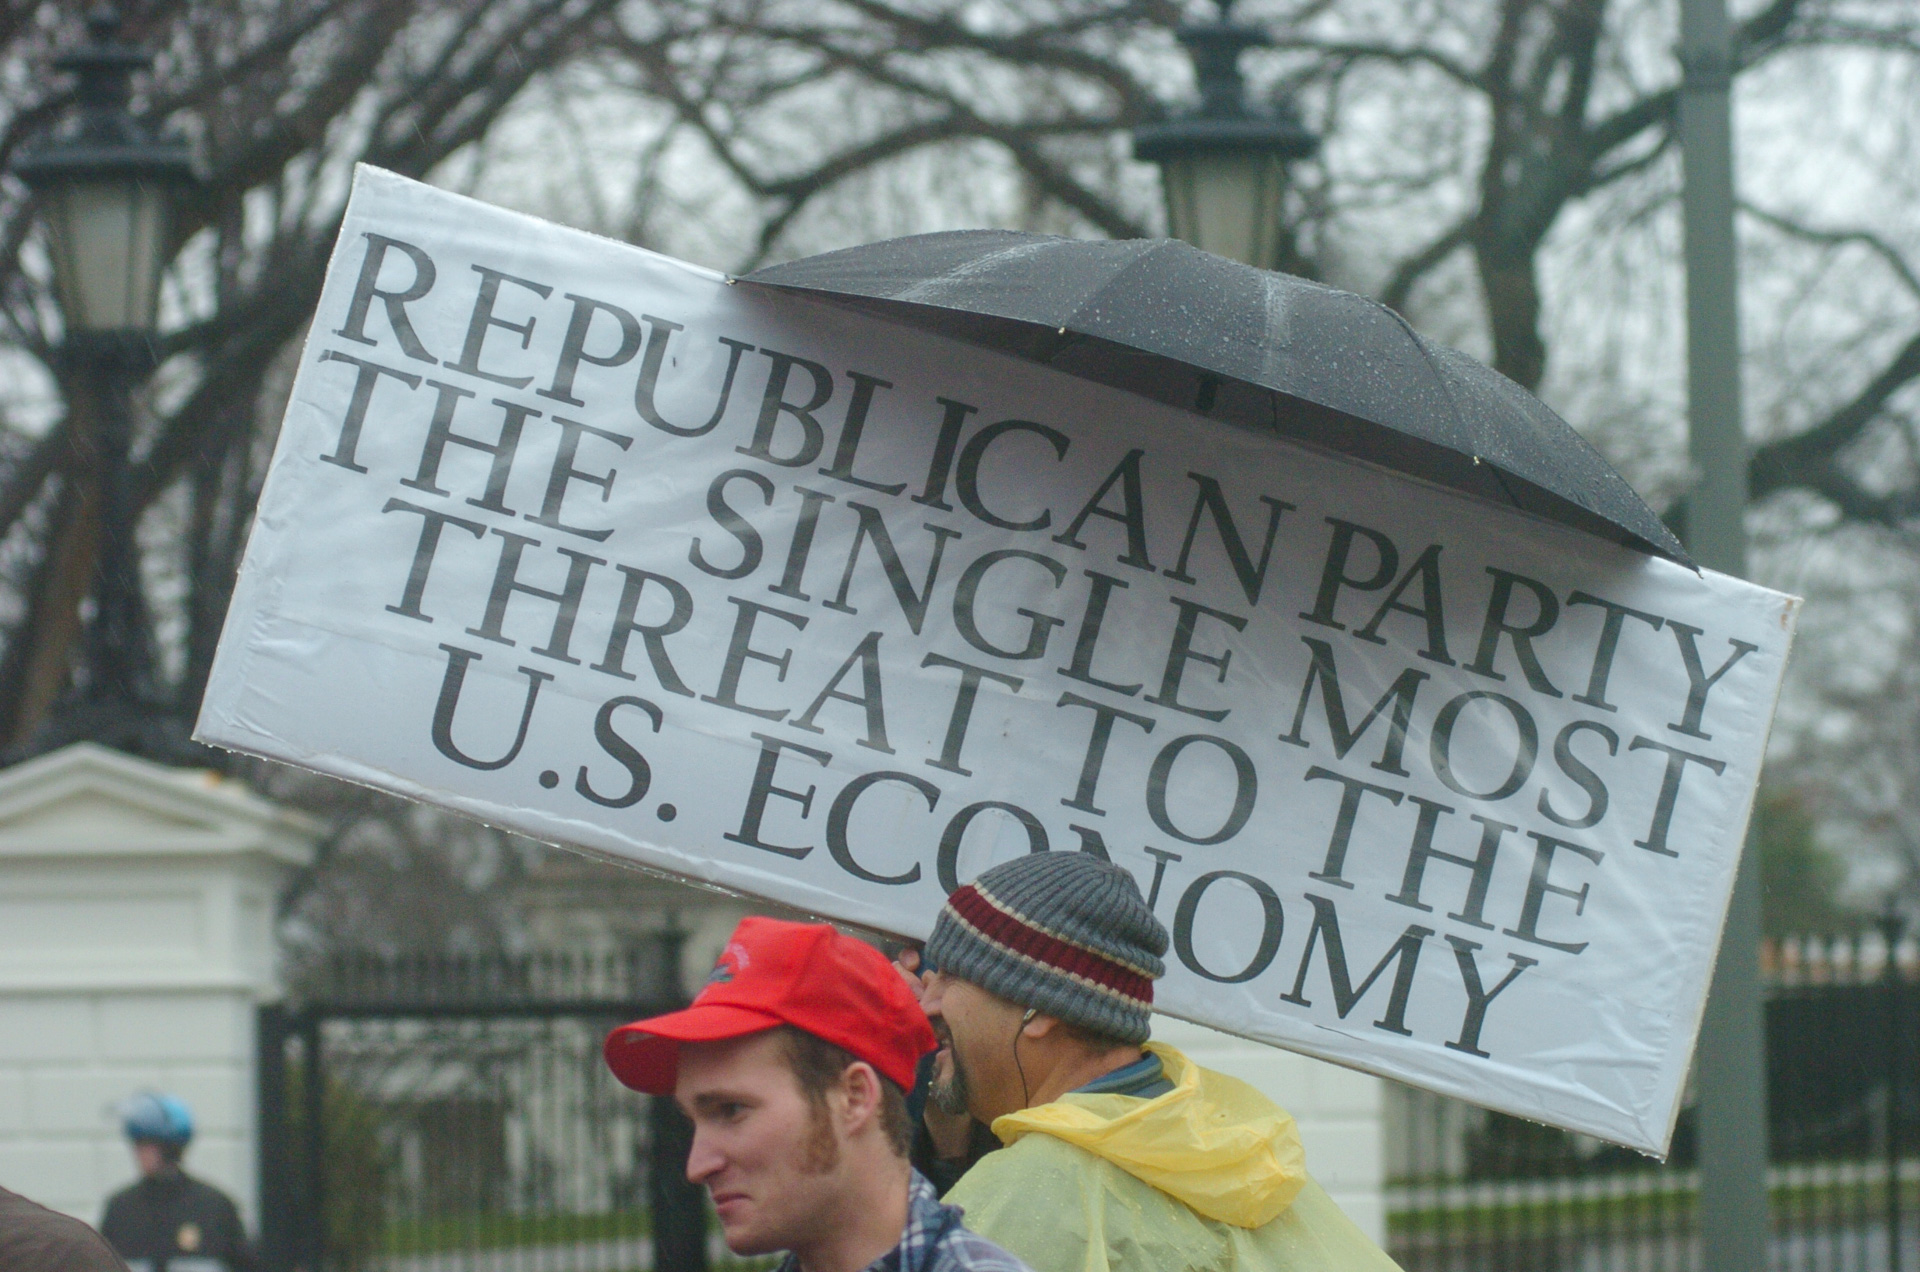 REPUBLICAN PARTY
THE SINGLE MOST
THREAT TO THE
U.S. ECONOMY